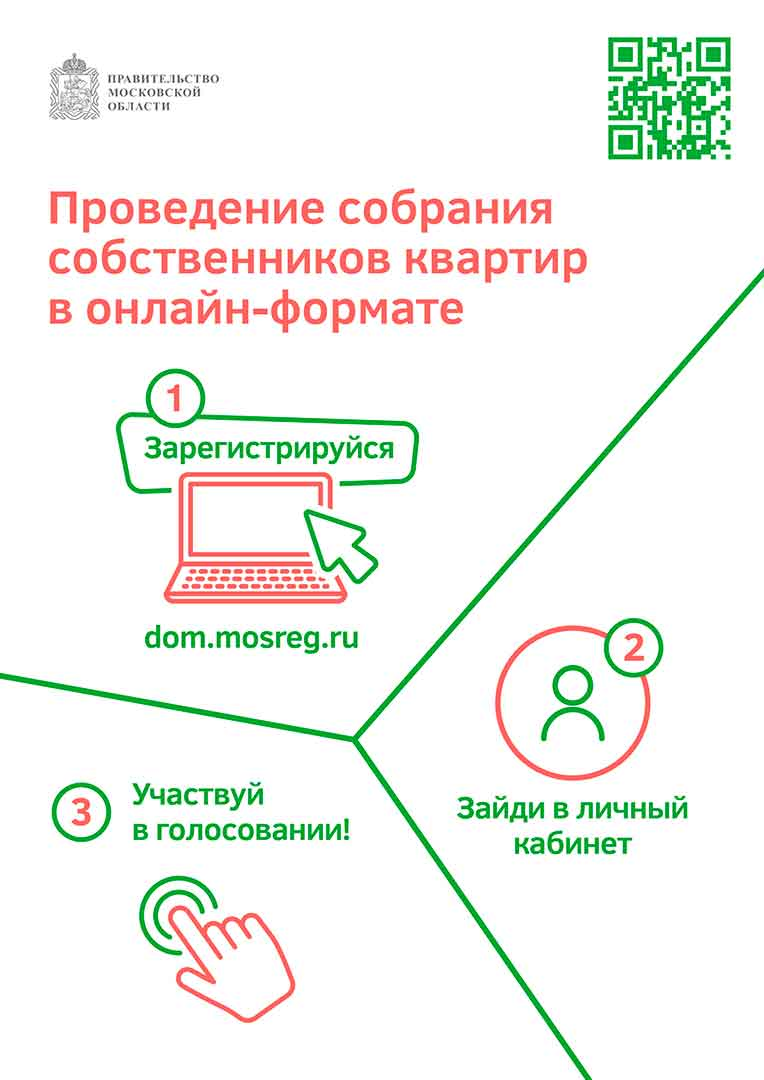 ПРАВИТЕЛЬСТВО
МОСКОВСКОЙ
ОБЛАСТИ
Проведение собрания
собственников квартир
в онлайн-формате
1
Зарегистрируйся
dom.mosreg.ru
2
Зайди в личный
кабинет
3
Участвуй
в голосовании!